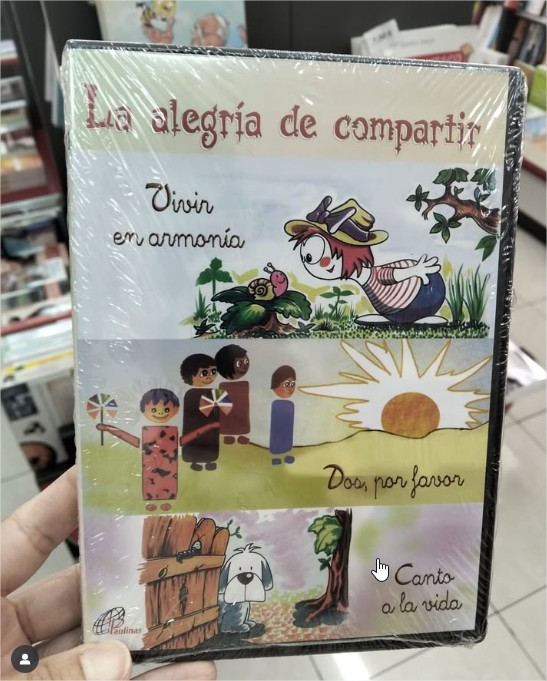 La alegría de compartir
Vivir
en armonía
Dos, por favor
Canto
a la vida
Paulinas